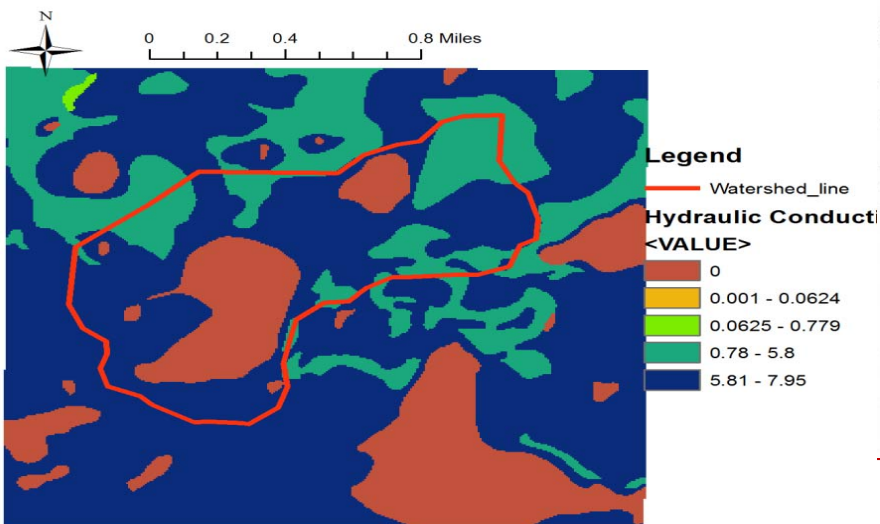 N
0 0.2 0.4 0.8 Miles
Legend
Watershed_line
Hydraulic Conducti
<VALUE>
0
0.001 - 0.0624
0.0625 - 0.779
0.78 - 5.8
5.81 - 7.95